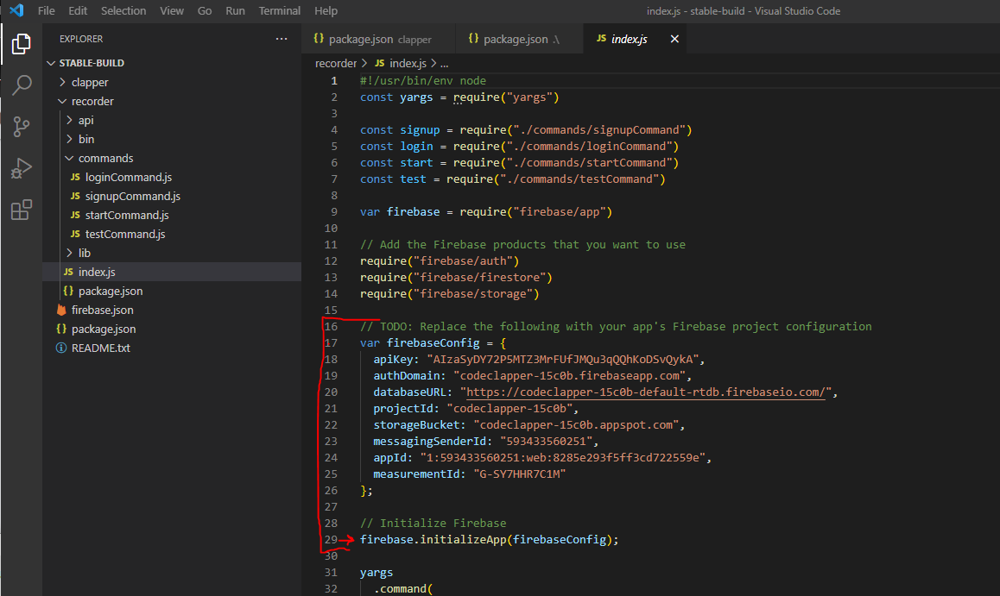 File Edit Selection View Go Run Terminal Help index.js - stable-build - Visual Studio Code
EXPLORER ...
STABLE-BUILD
clapper
recorder
api
bin
commands
JS loginCommand.js
JS signupCommand.js
JS startCommand.js
JS testCommand.js
lib
JS index.js
{} package.json
firebase.json
{} package.json
README.txt
{} package.json clapper {} package.json .\ JS index.js
recorder > JS index.js > ...
1 #!/usr/bin/env node
2 const yargs = require("yargs")
3
4 const signup = require("./commands/signupCommand")
5 const login = require("./commands/loginCommand")
6 const start = require("./commands/startCommand")
7 const test = require("./commands/testCommand")
8
9 var firebase = require("firebase/app")
10
11 // Add the Firebase products that you want to use
12 require("firebase/auth")
13 require("firebase/firestore")
14 require("firebase/storage")
15
16 // TODO: Replace the following with your app's Firebase project configuration
17 var firebaseConfig = {
18 apiKey: "AIzaSyDY72P5MTZ3MrFUfJMQu3qQQhKoDSvQykA",
19 authDomain: "codeclapper-15c0b.firebaseapp.com",
20 databaseURL: "https://codeclapper-15c0b-default-rtdb.firebaseio.com/",
21 projectId: "codeclapper-15c0b",
22 storageBucket: "codeclapper-15c0b.appspot.com",
23 messagingSenderId: "593433560251",
24 appId: "1:593433560251:web:8285e293f5ff3cd722559e",
25 measurementId: "G-SY7HHR7C1M"
26 };
27
28 // Initialize Firebase
29 firebase.initializeApp(firebaseConfig);
30
31 yargs
32 .command(